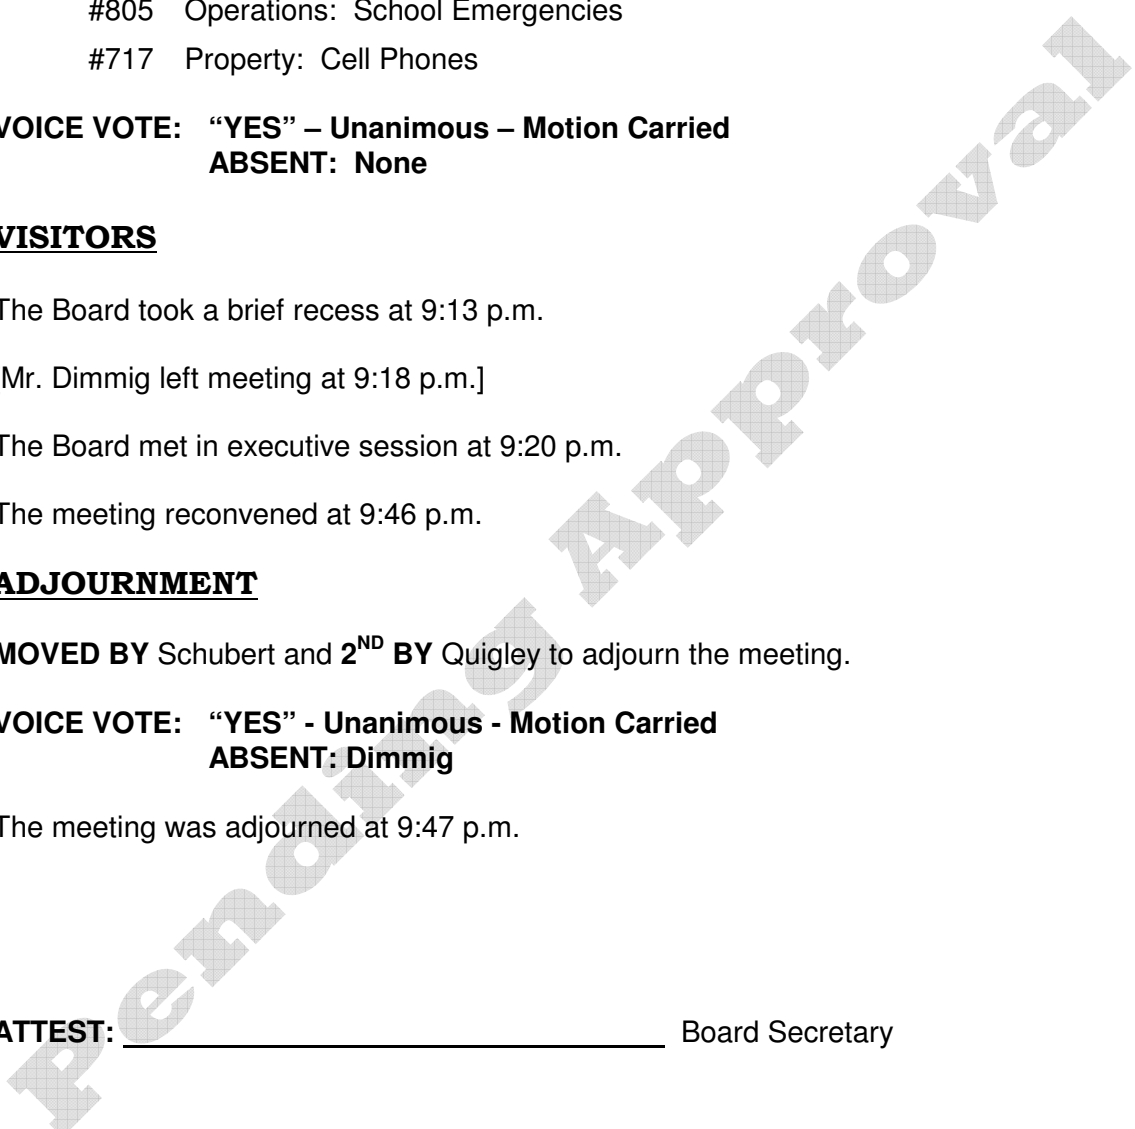 #805 Operations: School Emergencies
#717 Property: Cell Phones
VOICE VOTE: “YES” – Unanimous – Motion Carried
ABSENT: None
VISITORS
The Board took a brief recess at 9:13 p.m.
Mr. Dimmig left meeting at 9:18 p.m.]
The Board met in executive session at 9:20 p.m.
The meeting reconvened at 9:46 p.m.
ADJOURNMENT
MOVED BY Schubert and 2ND BY Quigley to adjourn the meeting.
VOICE VOTE: “YES” - Unanimous - Motion Carried
ABSENT: Dimmig
The meeting was adjourned at 9:47 p.m.
ATTEST: Board Secretary
Pending Approval